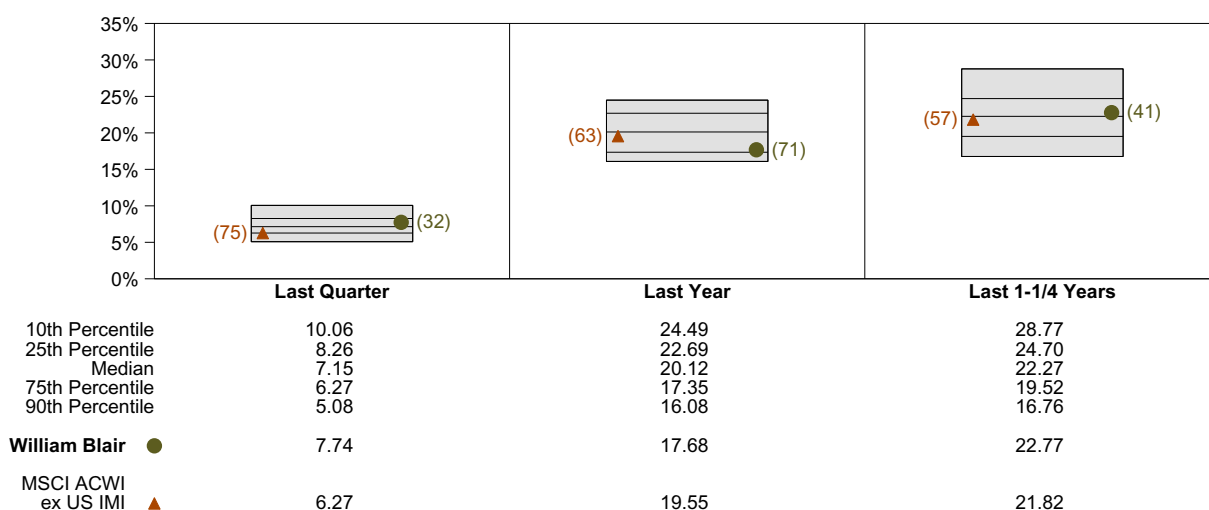 35%
30%
25%
20%
15%
10%
5%
0%
(75)
(32)
(63)
(71)
(57)
(41)
Last Quarter Last Year Last 1-1/4 Years
10th Percentile 10.06 24.49 28.77
25th Percentile 8.26 22.69 24.70
Median 7.15 20.12 22.27
75th Percentile 6.27 17.35 19.52
90th Percentile 5.08 16.08 16.76
William Blair 7.74 17.68 22.77
MSCI ACWI
ex US IMI 6.27 19.55 21.82